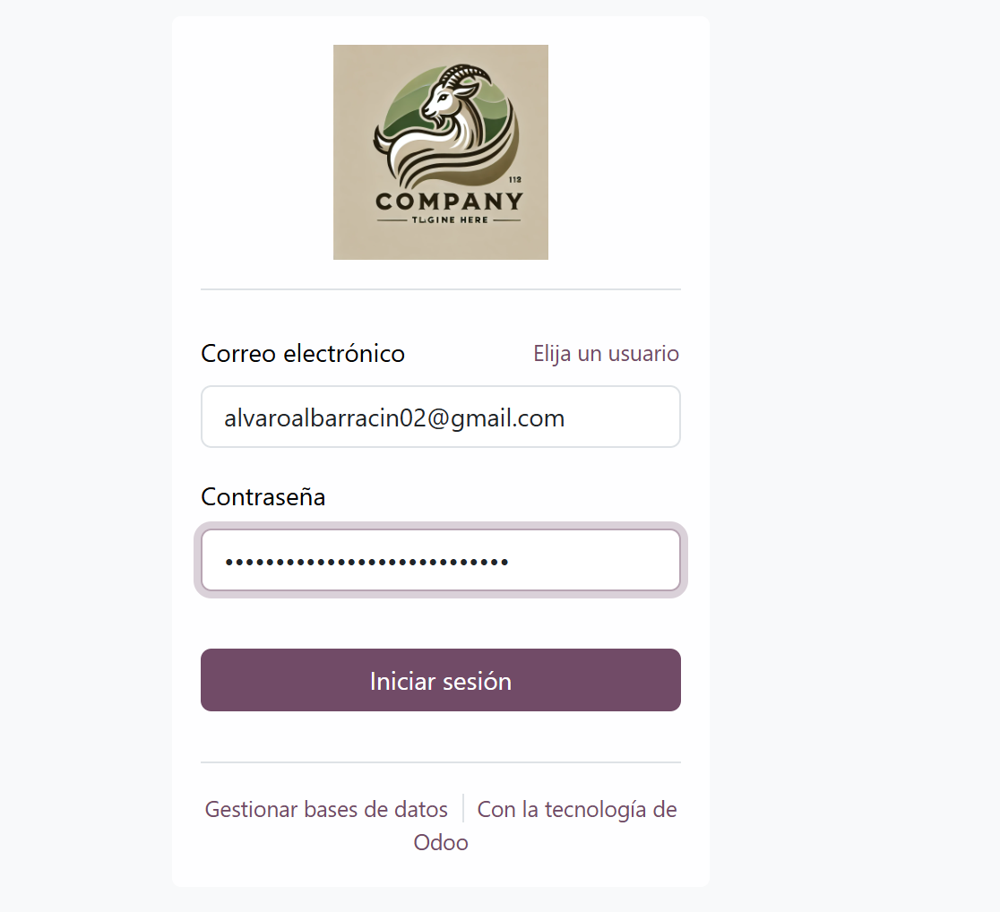 112
COMPANY
TLGINE HERE
Correo electrónico
Elija un usuario
alvaroalbarracin02@gmail.com
Contraseña
••••••••••••••••••••••••••••
Iniciar sesión
Gestionar bases de datos
Con la tecnología de
Odoo